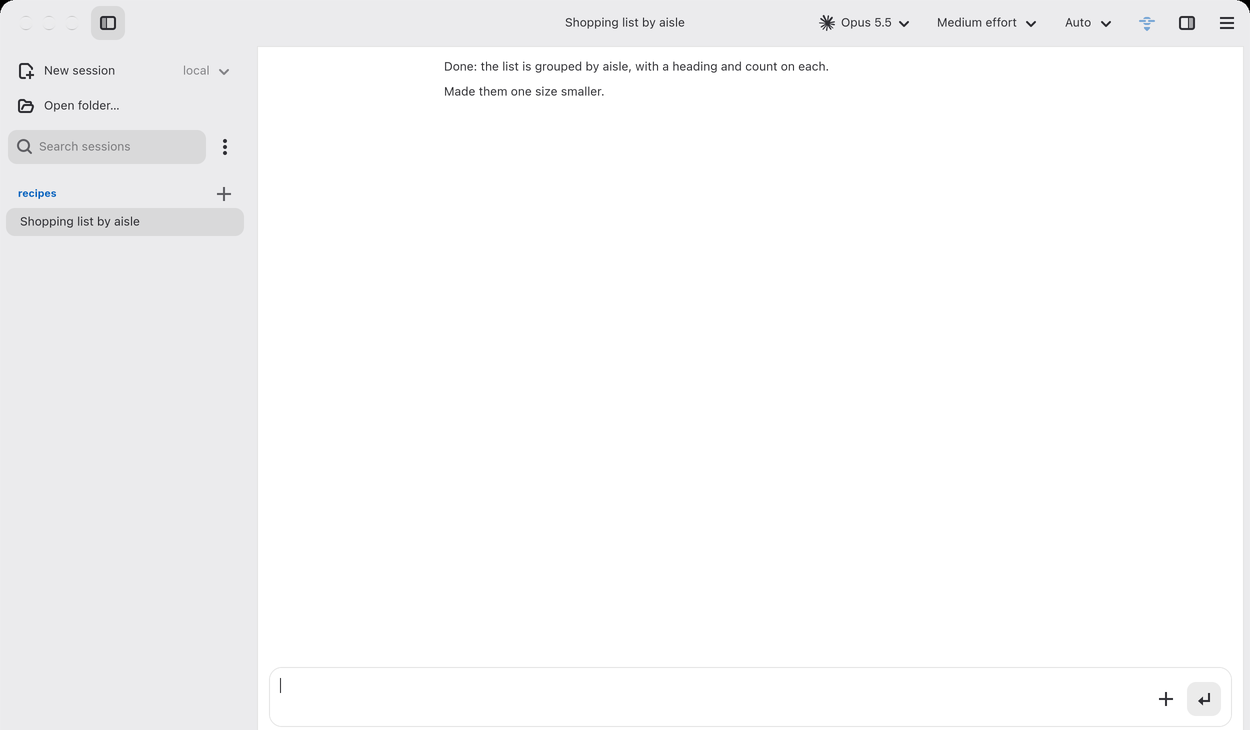 Shopping list by aisle
Opus 5.5
Medium effort
Auto
New session
local
Open folder...
Search sessions
recipes
Shopping list by aisle
Done: the list is grouped by aisle, with a heading and count on each.
Made them one size smaller.